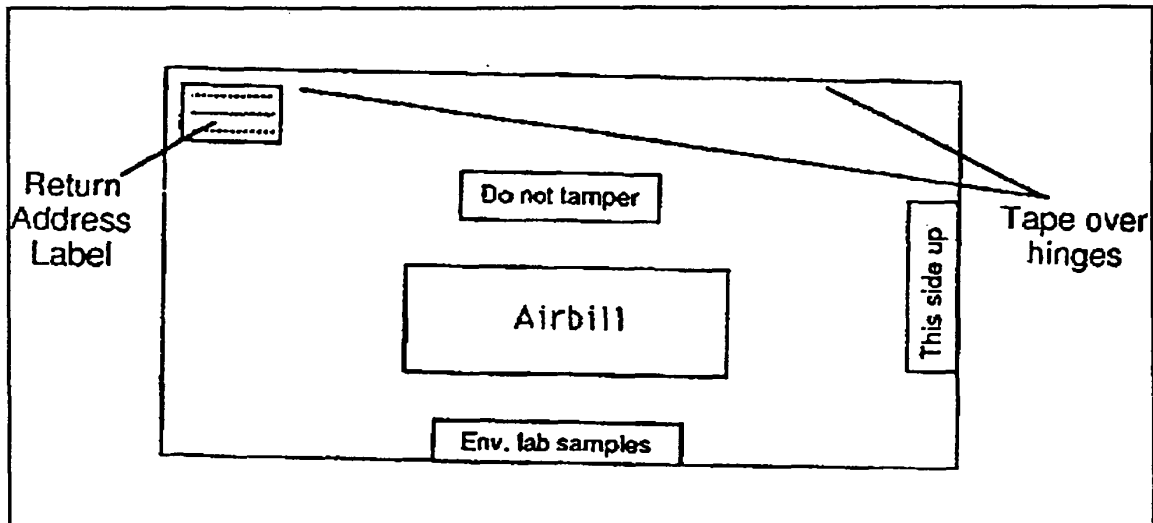 Return
Address
Label
Do not tamper
Tape over
hinges
This side up
Airbill
Env. lab samples